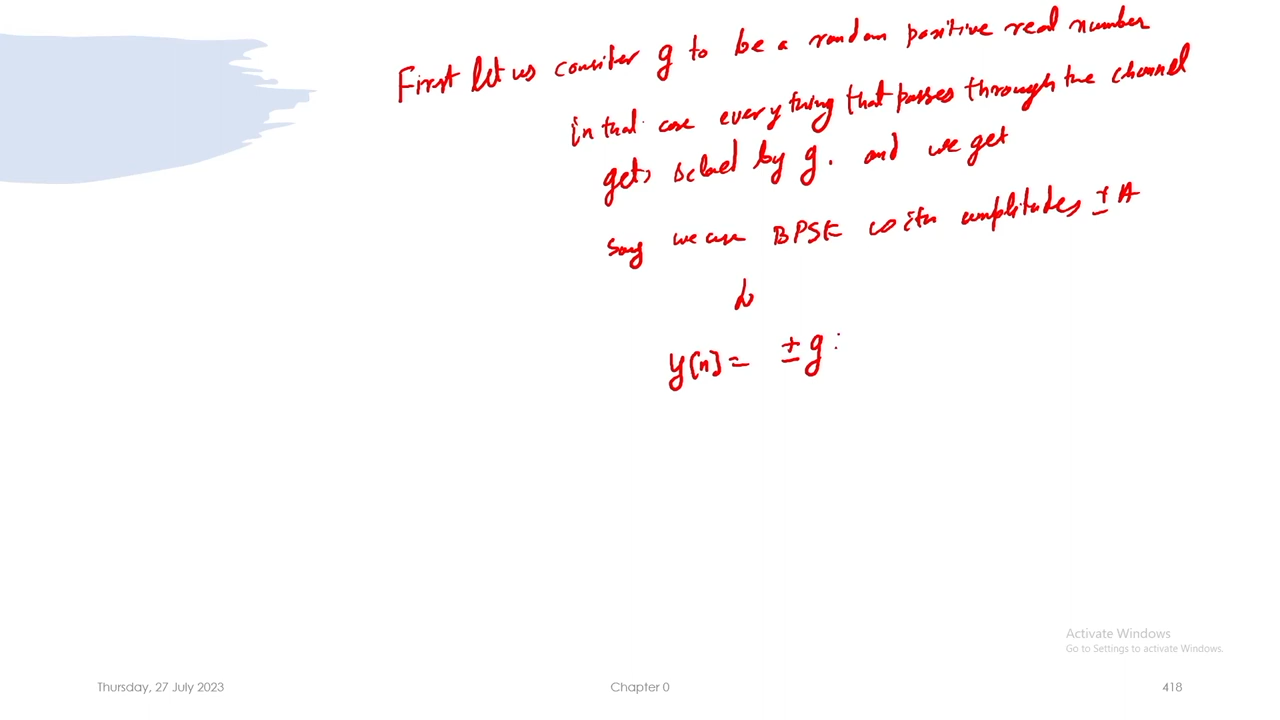 First let us consider g to be a random positive real number
in that case everything that passes through the channel
gets scaled by g. and we get
say we use BPSK with amplitudes ± A
y[n] = ± g
Activate Windows
Go to Settings to activate Windows.
Thursday, 27 July 2023
Chapter 0
418